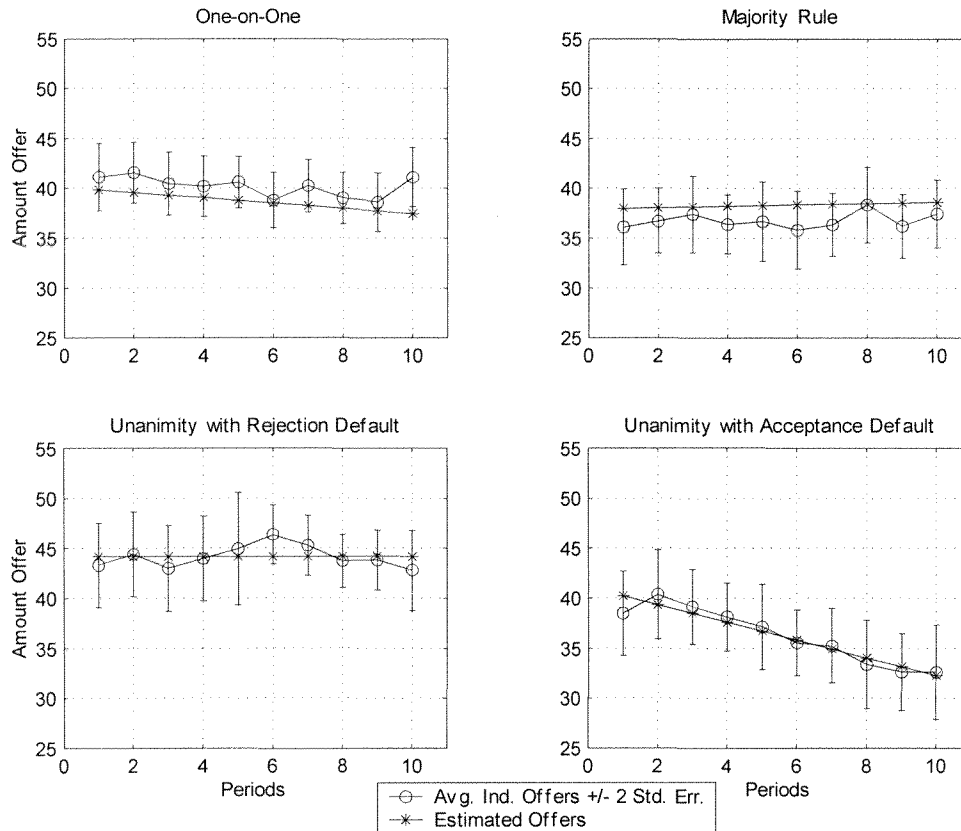 One-on-One
55
50
45
40
35
30
25
0 2 4 6 8 10
Amount Offer
Majority Rule
55
50
45
40
35
30
25
0 2 4 6 8 10
Unanimity with Rejection Default
55
50
45
40
35
30
25
0 2 4 6 8 10
Amount Offer
Periods
Unanimity with Acceptance Default
55
50
45
40
35
30
25
0 2 4 6 8 10
Periods
Avg. Ind. Offers +/- 2 Std. Err.
Estimated Offers